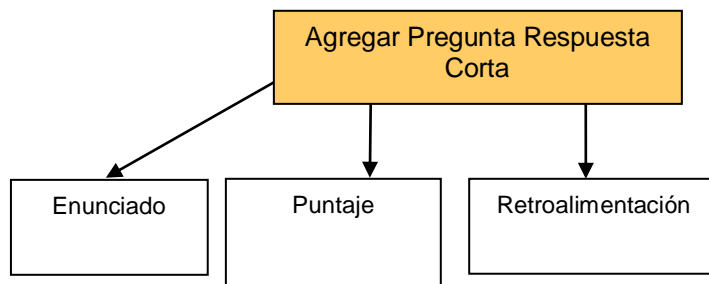 Agregar Pregunta Respuesta
Corta
Enunciado
Puntaje
Retroalimentación